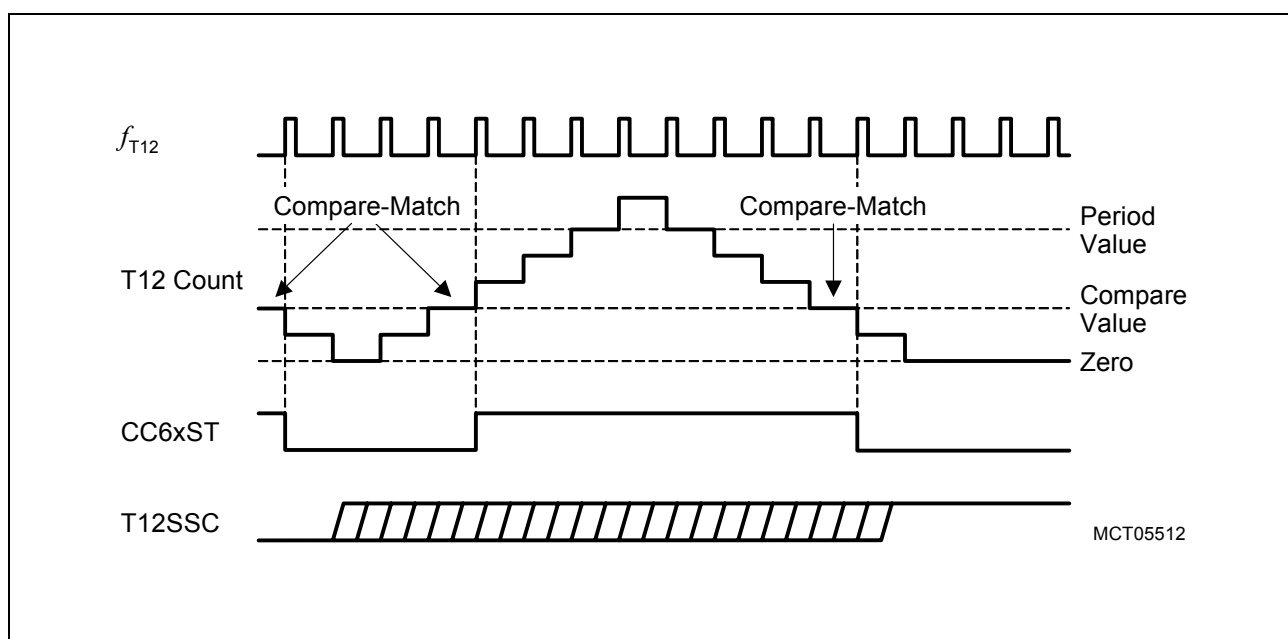 fT12
Compare-Match
Compare-Match
Period
Value
T12 Count
Compare
Value
Zero
CC6xST
T12SSC
MCT05512